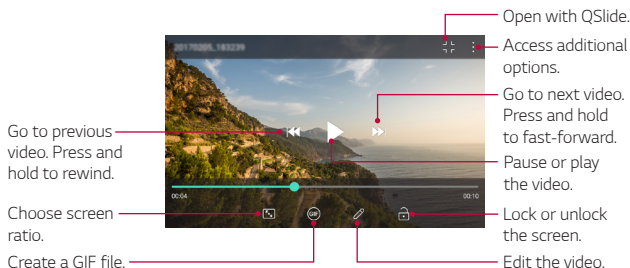 Open with QSlide.
20170205_183239
Access additional
options.
Go to next video.
Press and hold
to fast-forward.
Go to previous
video. Press and
hold to rewind.
Pause or play
the video.
00:04
00:10
Choose screen
ratio.
GIF
Lock or unlock
the screen.
Create a GIF file.
Edit the video.